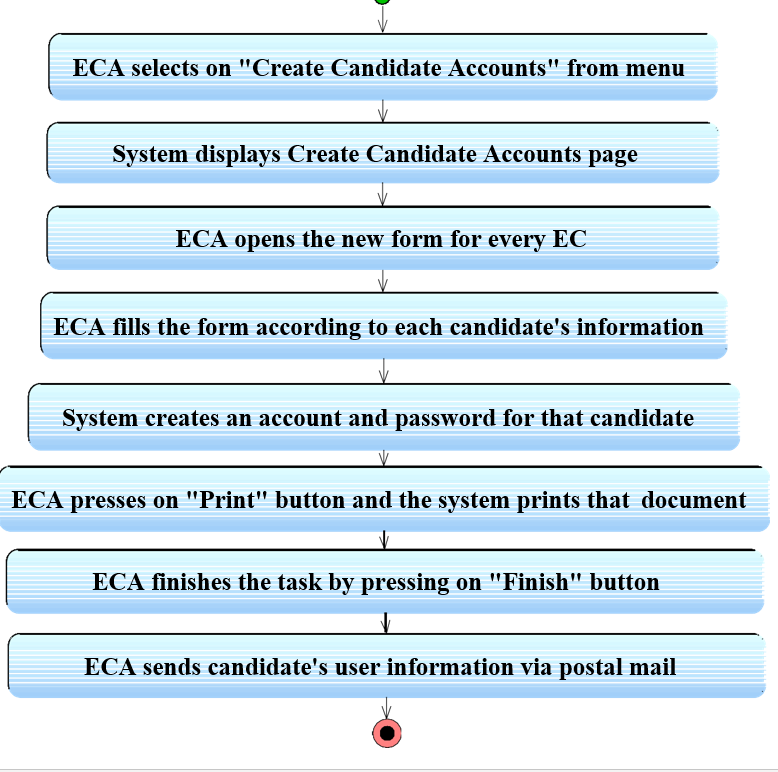 ECA selects on "Create Candidate Accounts" from menu
System displays Create Candidate Accounts page
ECA opens the new form for every EC
ECA fills the form according to each candidate's information
System creates an account and password for that candidate
ECA presses on "Print" button and the system prints that  document
ECA finishes the task by pressing on "Finish" button
ECA sends candidate's user information via postal mail